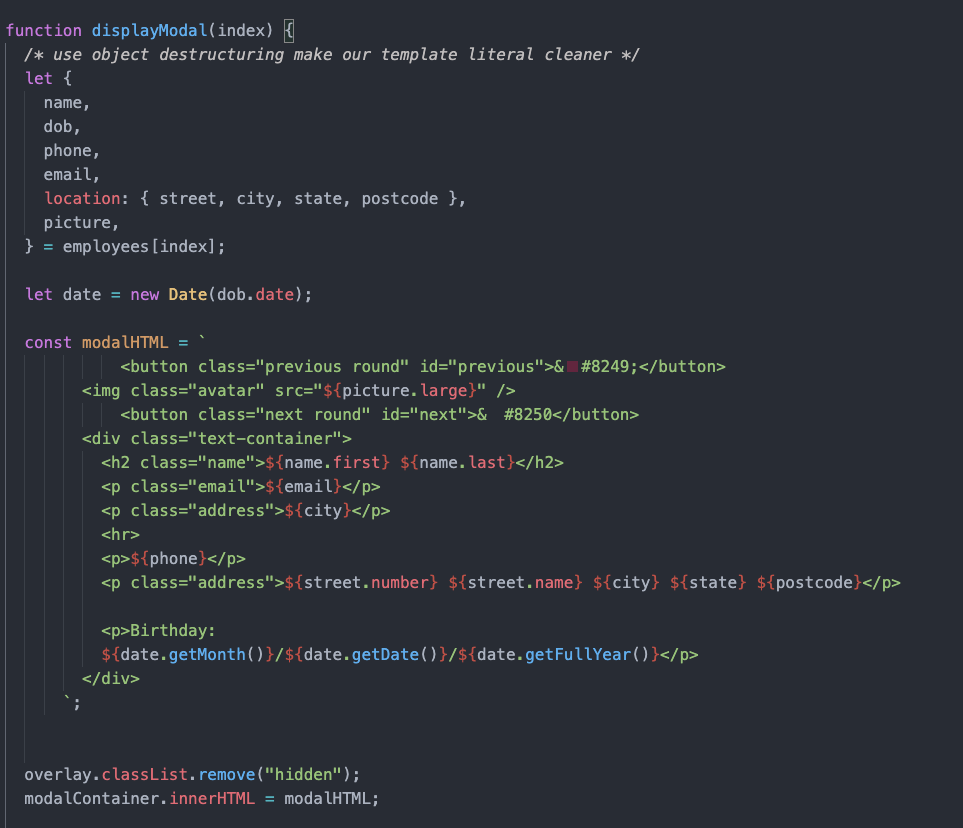 function displayModal(index) {
  /* use object destructuring make our template literal cleaner */
  let {
    name,
    dob,
    phone,
    email,
    location: { street, city, state, postcode },
    picture,
  } = employees[index];

  let date = new Date(dob.date);

  const modalHTML = `
            <button class="previous round" id="previous">& #8249;</button>
        <img class="avatar" src="${picture.large}" />
            <button class="next round" id="next">&  #8250</button>
        <div class="text-container">
          <h2 class="name">${name.first} ${name.last}</h2>
          <p class="email">${email}</p>
          <p class="address">${city}</p>
          <hr>
          <p>${phone}</p>
          <p class="address">${street.number} ${street.name} ${city} ${state} ${postcode}</p>

          <p>Birthday:
          ${date.getMonth()}/${date.getDate()}/${date.getFullYear()}</p>
        </div>
      `;

  overlay.classList.remove("hidden");
  modalContainer.innerHTML = modalHTML;